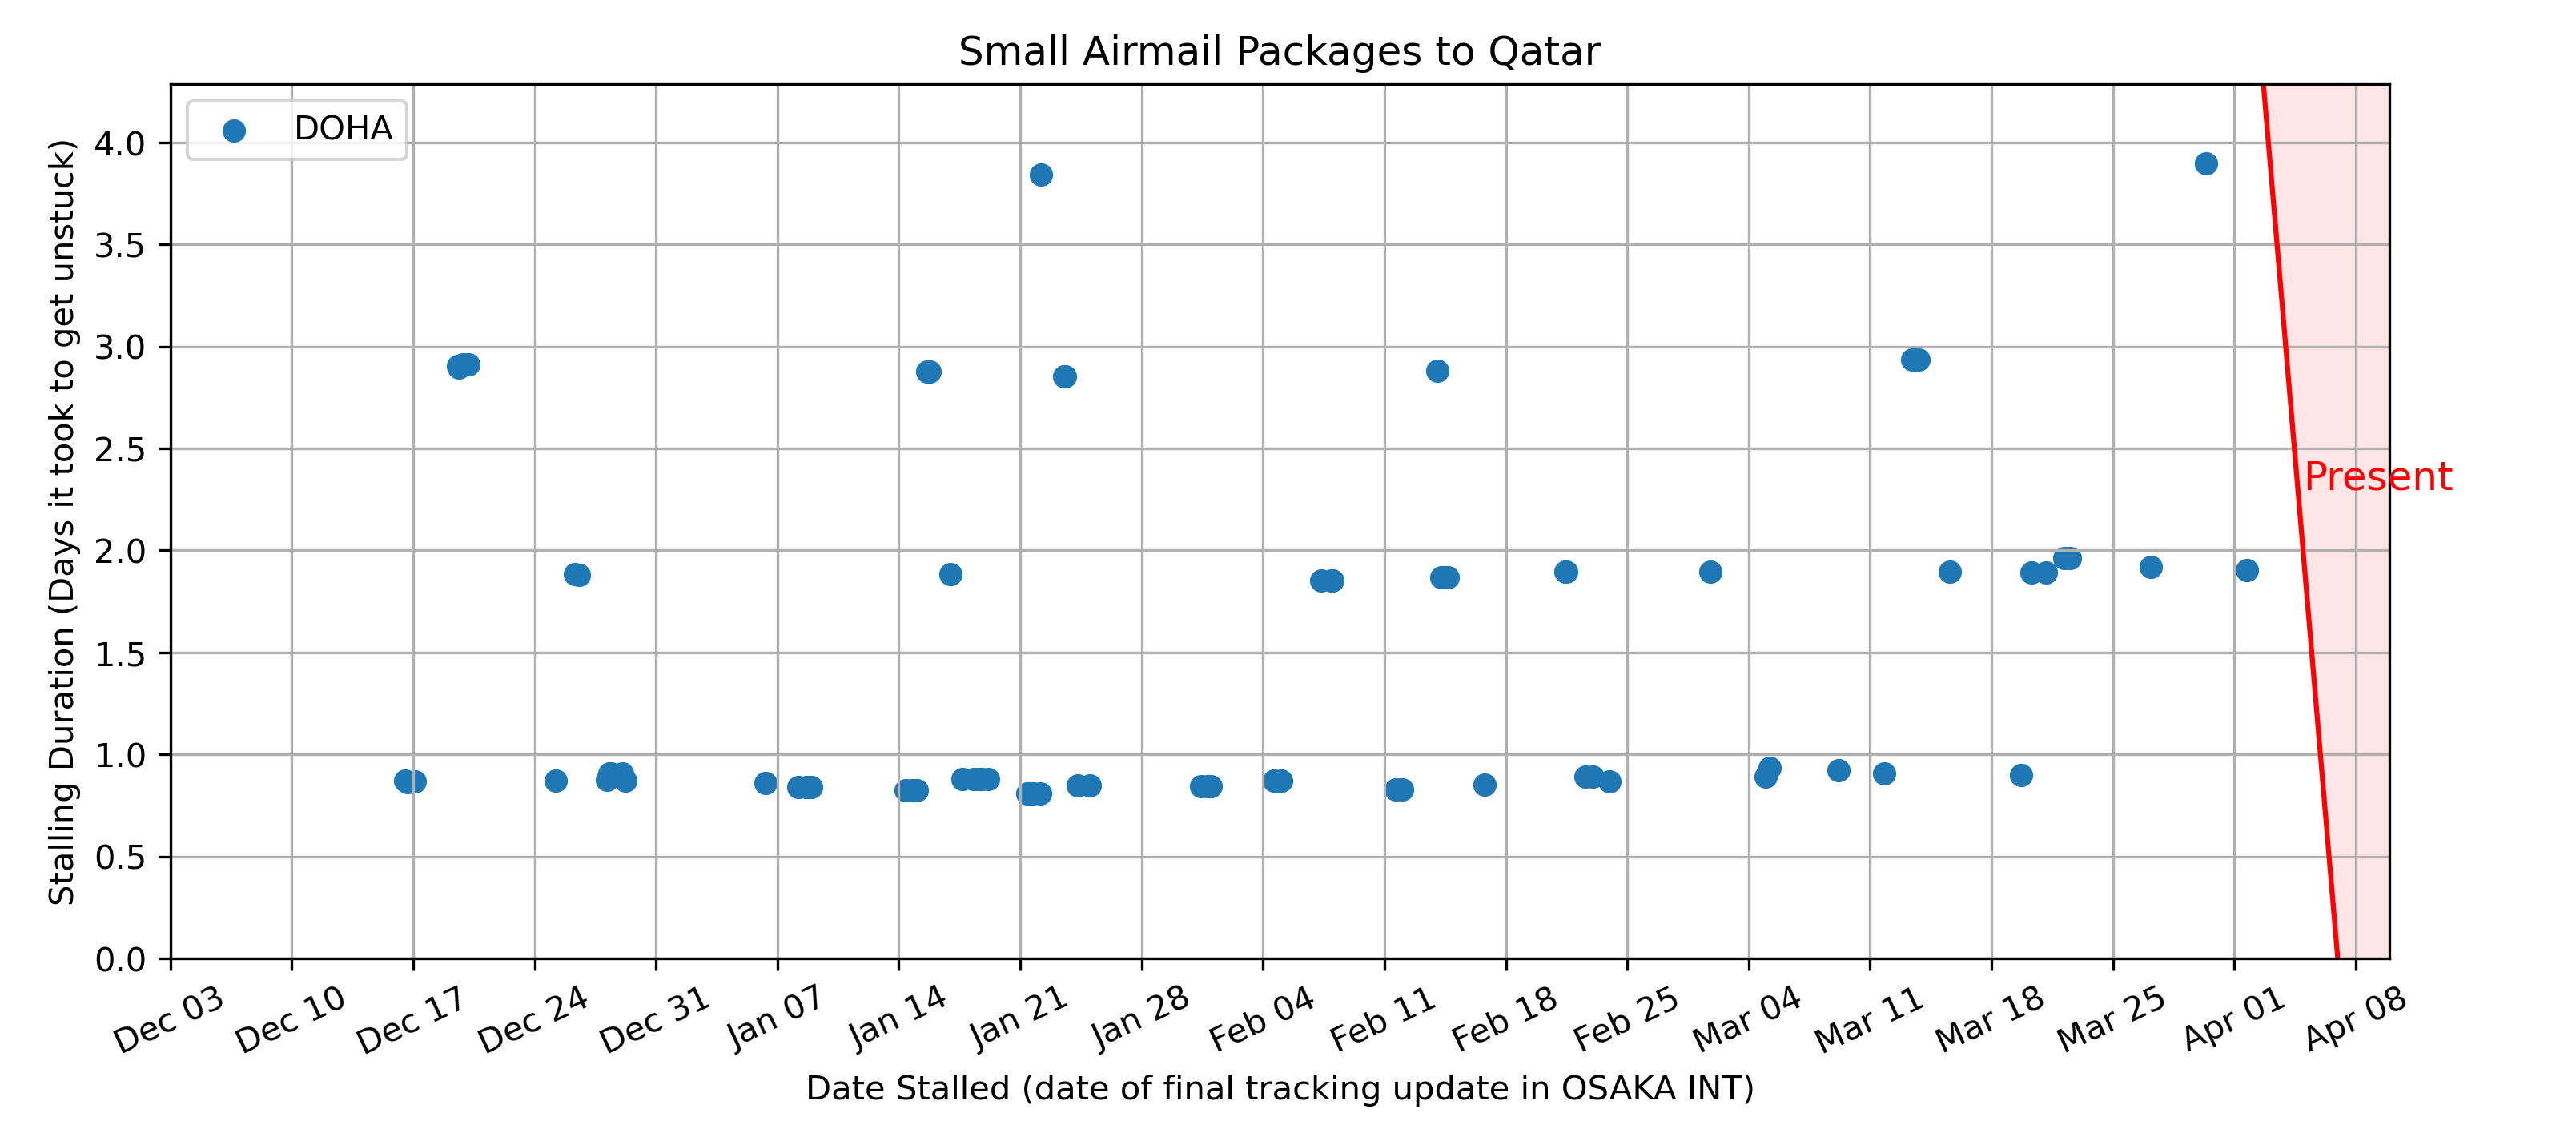 Small Airmail Packages to Qatar
DOHA
Stalling Duration (Days it took to get unstuck)
4.0
3.5
3.0
2.5
2.0
1.5
1.0
0.5
0.0
Present
Dec 03 Dec 10 Dec 17 Dec 24 Dec 31 Jan 07 Jan 14 Jan 21 Jan 28 Feb 04 Feb 11 Feb 18 Feb 25 Mar 04 Mar 11 Mar 18 Mar 25 Apr 01 Apr 08
Date Stalled (date of final tracking update in OSAKA INT)